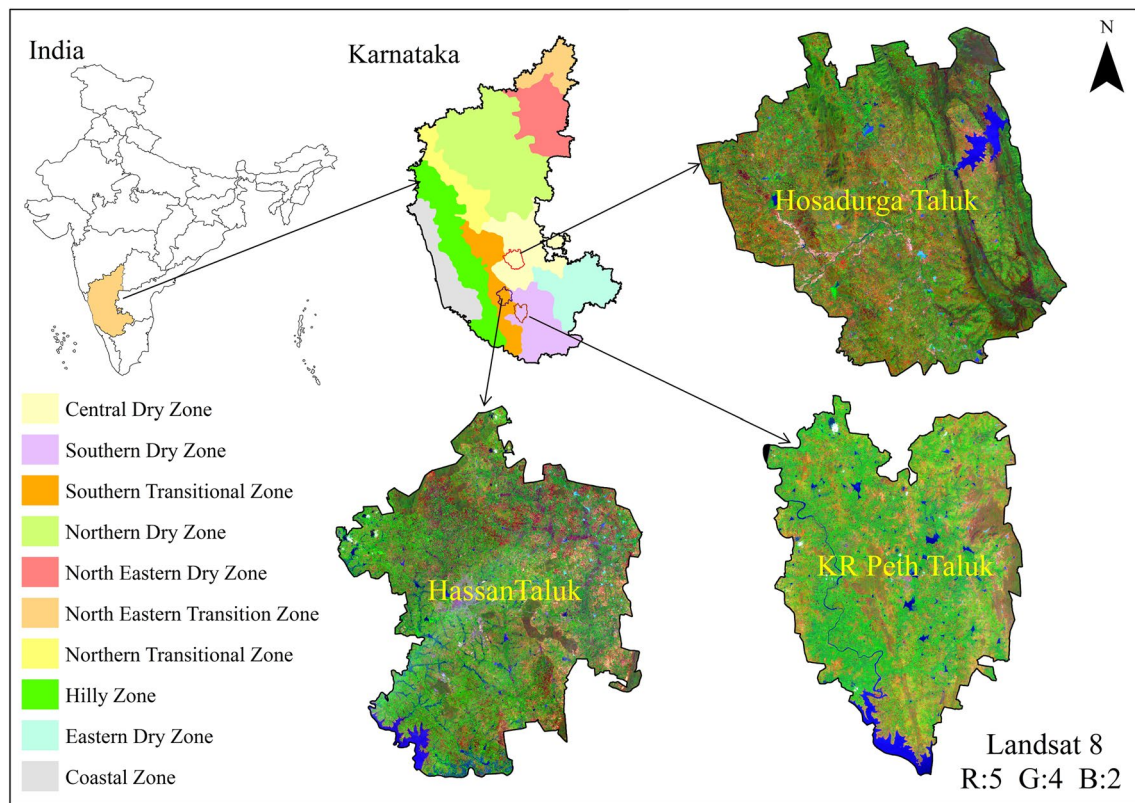 India
Karnataka
N
Hosadurga Taluk
Central Dry Zone
Southern Dry Zone
Southern Transitional Zone
Northern Dry Zone
North Eastern Dry Zone
North Eastern Transition Zone
Northern Transitional Zone
Hilly Zone
Eastern Dry Zone
Coastal Zone
HassanTaluk
KR Peth Taluk
Landsat 8
R:5 G:4 B:2